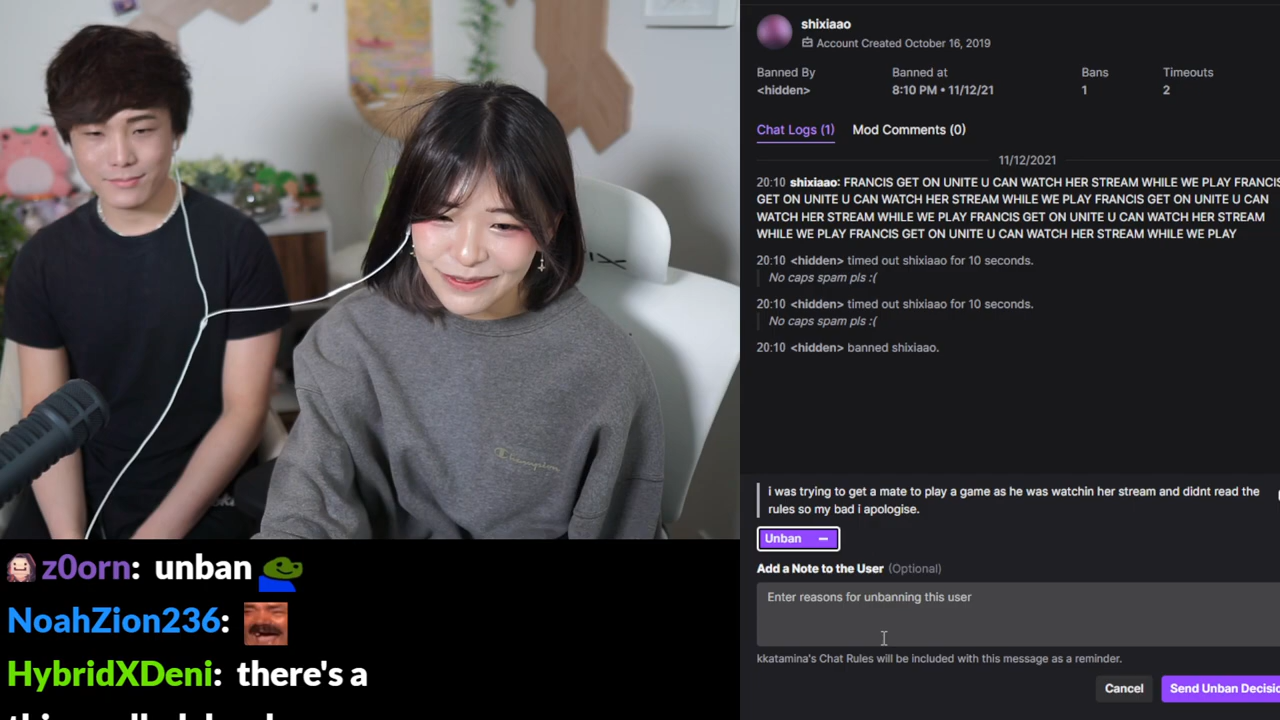 shixiaao
Account Created October 16, 2019
Banned By
<hidden>
Banned at
8:10 PM • 11/12/21
Bans
1
Timeouts
2
Chat Logs (1)
Mod Comments (0)
11/12/2021
20:10 shixiaao: FRANCIS GET ON UNITE U CAN WATCH HER STREAM WHILE WE PLAY FRANCIS
GET ON UNITE U CAN WATCH HER STREAM WHILE WE PLAY FRANCIS GET ON UNITE U CAN
WATCH HER STREAM WHILE WE PLAY FRANCIS GET ON UNITE U CAN WATCH HER STREAM
WHILE WE PLAY FRANCIS GET ON UNITE U CAN WATCH HER STREAM WHILE WE PLAY
20:10 <hidden> timed out shixiaao for 10 seconds.
No caps spam pls :(
20:10 <hidden> timed out shixiaao for 10 seconds.
No caps spam pls :(
20:10 <hidden> banned shixiaao.
i was trying to get a mate to play a game as he was watchin her stream and didnt read the
rules so my bad i apologise.
Unban
Add a Note to the User (Optional)
Enter reasons for unbanning this user
kkatamina's Chat Rules will be included with this message as a reminder.
Cancel
Send Unban Decisio
Champion
z0orn: unban
NoahZion236:
HybridXDeni: there's a